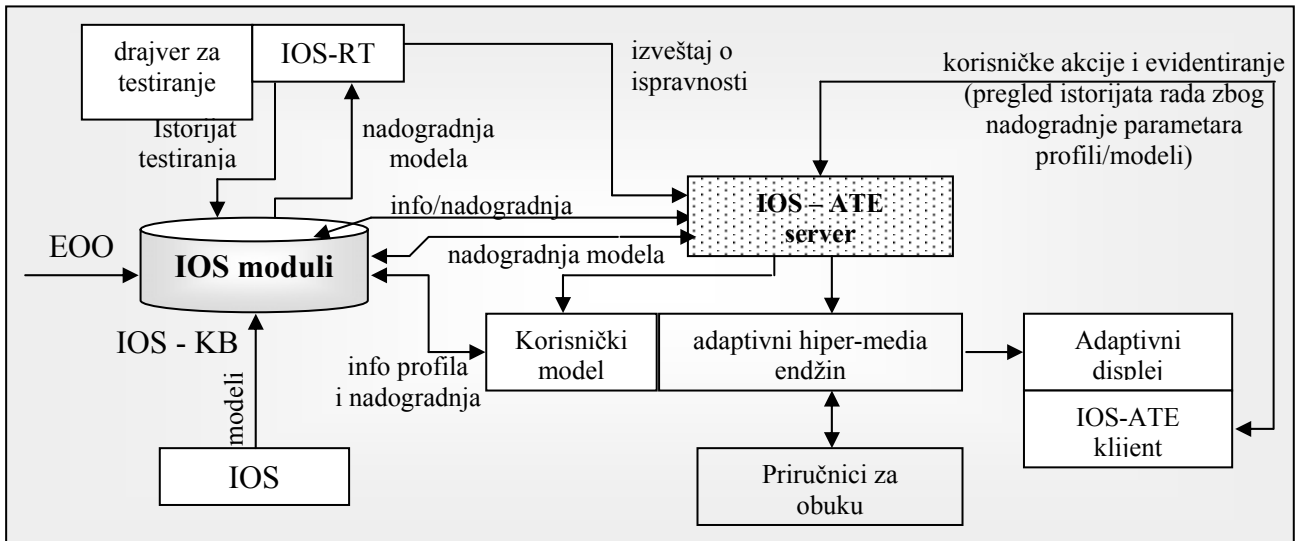 drajver za
testiranje
IOS-RT
izveštaj o
ispravnosti
korisničke akcije i evidentiranje
(pregled istorijata rada zbog
nadogradnje parametara
profili/modeli)
Istorijat
testiranja
nadogradnja
modela
info/nadogradnja
IOS – ATE
server
EOO
IOS moduli
nadogradnja modela
IOS - KB
Korisnički
model
adaptivni hiper-media
endžin
Adaptivni
displej
info profila
i nadogradnja
modeli
IOS-ATE
klijent
IOS
Priručnici za
obuku